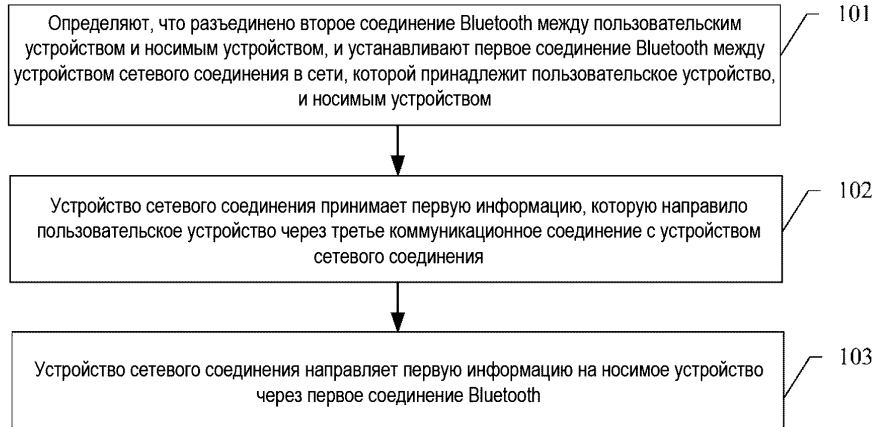 Определяют, что разъединено второе соединение Bluetooth между пользовательским
устройством и носимым устройством, и устанавливают первое соединение Bluetooth между
устройством сетевого соединения в сети, которой принадлежит пользовательское устройство,
и носимым устройством
101
Устройство сетевого соединения принимает первую информацию, которую направило
пользовательское устройство через третье коммуникационное соединение с устройством
сетевого соединения
102
Устройство сетевого соединения направляет первую информацию на носимое устройство
через первое соединение Bluetooth
103